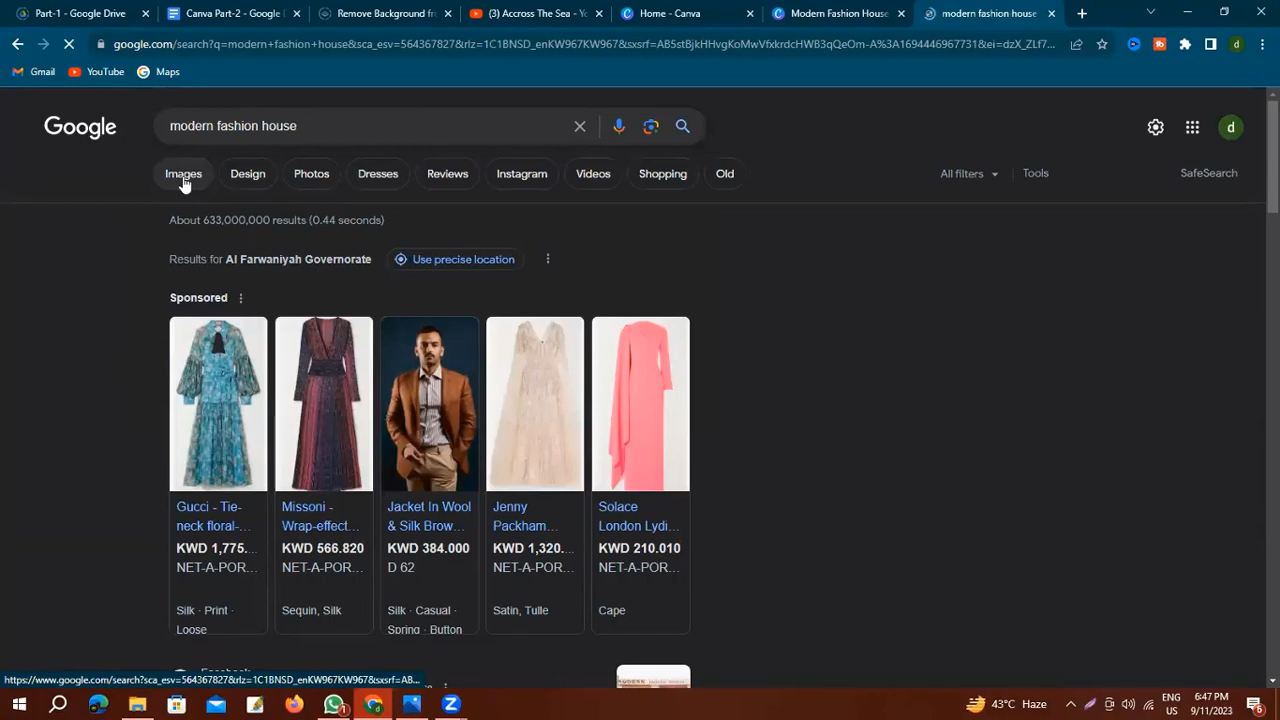 Part-1 - Google Drive
Canva Part-2 - Google
Remove Background fr
(3) Accross The Sea - Yo
Home - Canva
Modern Fashion House
modern fashion house
google.com/search?q=modern+fashion+house&sca_esv=564367827&rlz=1C1BNSD_enKW967KW967&sxsrf=AB5stBjkHHvgKoMwVfxkrdcHWB3qQeOm-A%3A1694446967731&ei=dzX_ZLf7...
d
Gmail
YouTube
Maps
Google
modern fashion house
d
Images
Design
Photos
Dresses
Reviews
Instagram
Videos
Shopping
Old
All filters
Tools
SafeSearch
About 633,000,000 results (0.44 seconds)
Results for Al Farwaniyah Governorate
Use precise location
Sponsored
Gucci - Tie-
neck floral-...
KWD 1,775....
NET-A-POR...
Silk · Print ·
Loose
Missoni -
Wrap-effect...
KWD 566.820
NET-A-POR...
Sequin, Silk
Jacket In Wool
& Silk Brow...
KWD 384.000
D 62
Silk · Casual ·
Spring · Button
Jenny
Packham...
KWD 1,320....
NET-A-POR...
Satin, Tulle
Solace
London Lydi...
KWD 210.010
NET-A-POR...
Cape
Facebook
MODERN FASHION HOUSE
https://www.google.com/search?sca_esv=564367827&rlz=1C1BNSD_enKW967KW967&sxsrf=AB...
1
43°C Haze
ENG
US
6:47 PM
9/11/2023
6